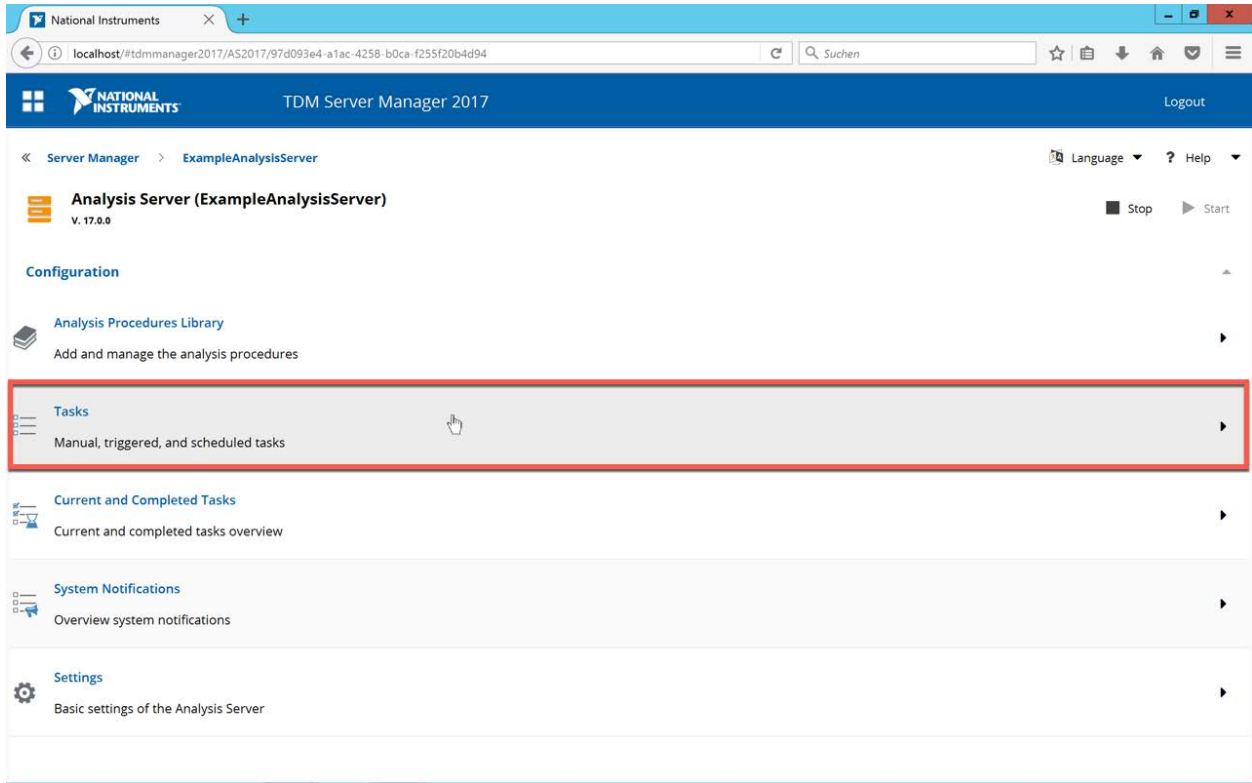 National Instruments
localhost/#tdmmanager2017/AS2017/97d093e4-a1ac-4258-b0ca-f255f20b4d94
Suchen
NATIONAL INSTRUMENTS
TDM Server Manager 2017
Logout
« Server Manager > ExampleAnalysisServer
Language
? Help
Analysis Server (ExampleAnalysisServer)
V. 17.0.0
Stop
Start
Configuration
Analysis Procedures Library
Add and manage the analysis procedures
Tasks
Manual, triggered, and scheduled tasks
Current and Completed Tasks
Current and completed tasks overview
System Notifications
Overview system notifications
Settings
Basic settings of the Analysis Server